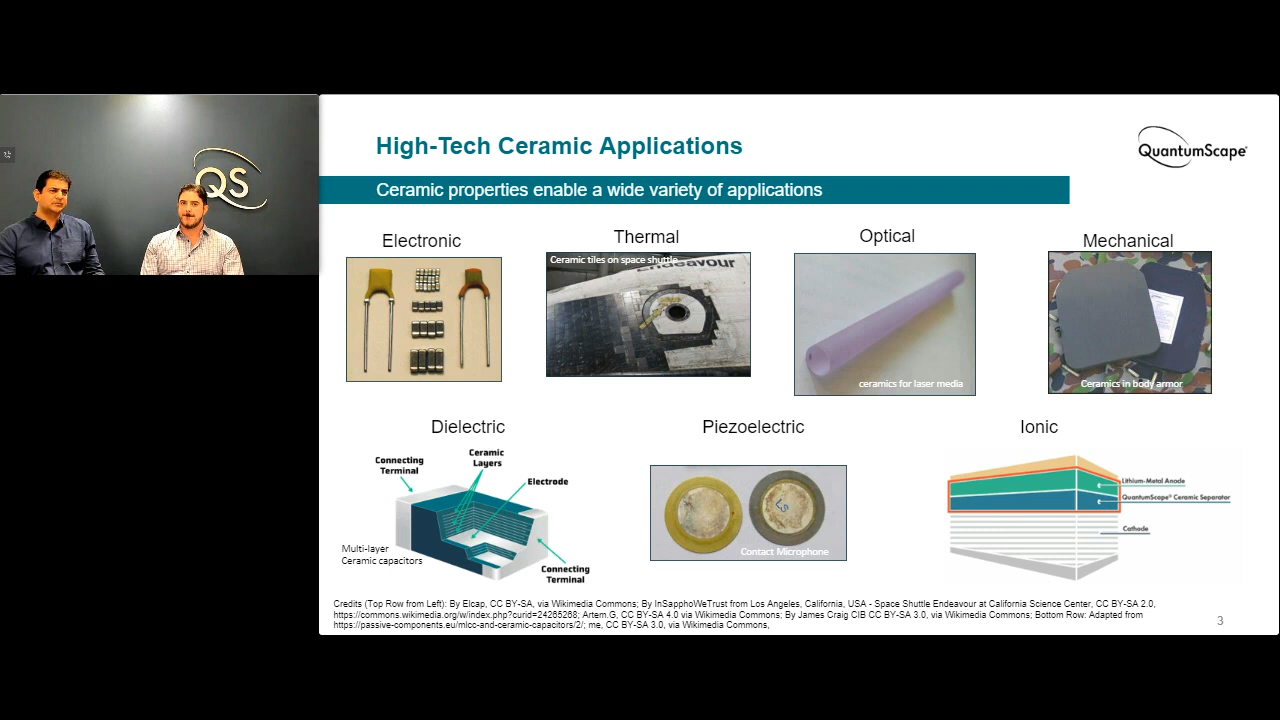 QS
High-Tech Ceramic Applications
QuantumScape
Ceramic properties enable a wide variety of applications
Electronic
Thermal
Optical
Mechanical
Ceramic tiles on space shuttle
Endeavour
ceramics for laser media
Ceramics in body armor
Dielectric
Piezoelectric
Ionic
Connecting
Terminal
Ceramic
Layers
Electrode
Multi-layer
Ceramic capacitors
Connecting
Terminal
Contact Microphone
Lithium-Metal Anode
QuantumScape® Ceramic Separator
Cathode
Credits (Top Row from Left): By Elcap, CC BY-SA, via Wikimedia Commons; By InSapphoWeTrust from Los Angeles, California, USA - Space Shuttle Endeavour at California Science Center, CC BY-SA 2.0,
https://commons.wikimedia.org/w/index.php?curid=24265268; Artem.G, CC BY-SA 4.0 via Wikimedia Commons; By James Craig CIB CC BY-SA 3.0, via Wikimedia Commons; Bottom Row: Adapted from
https://passive-components.eu/mlcc-and-ceramic-capacitors/2/; me, CC BY-SA 3.0, via Wikimedia Commons,
3